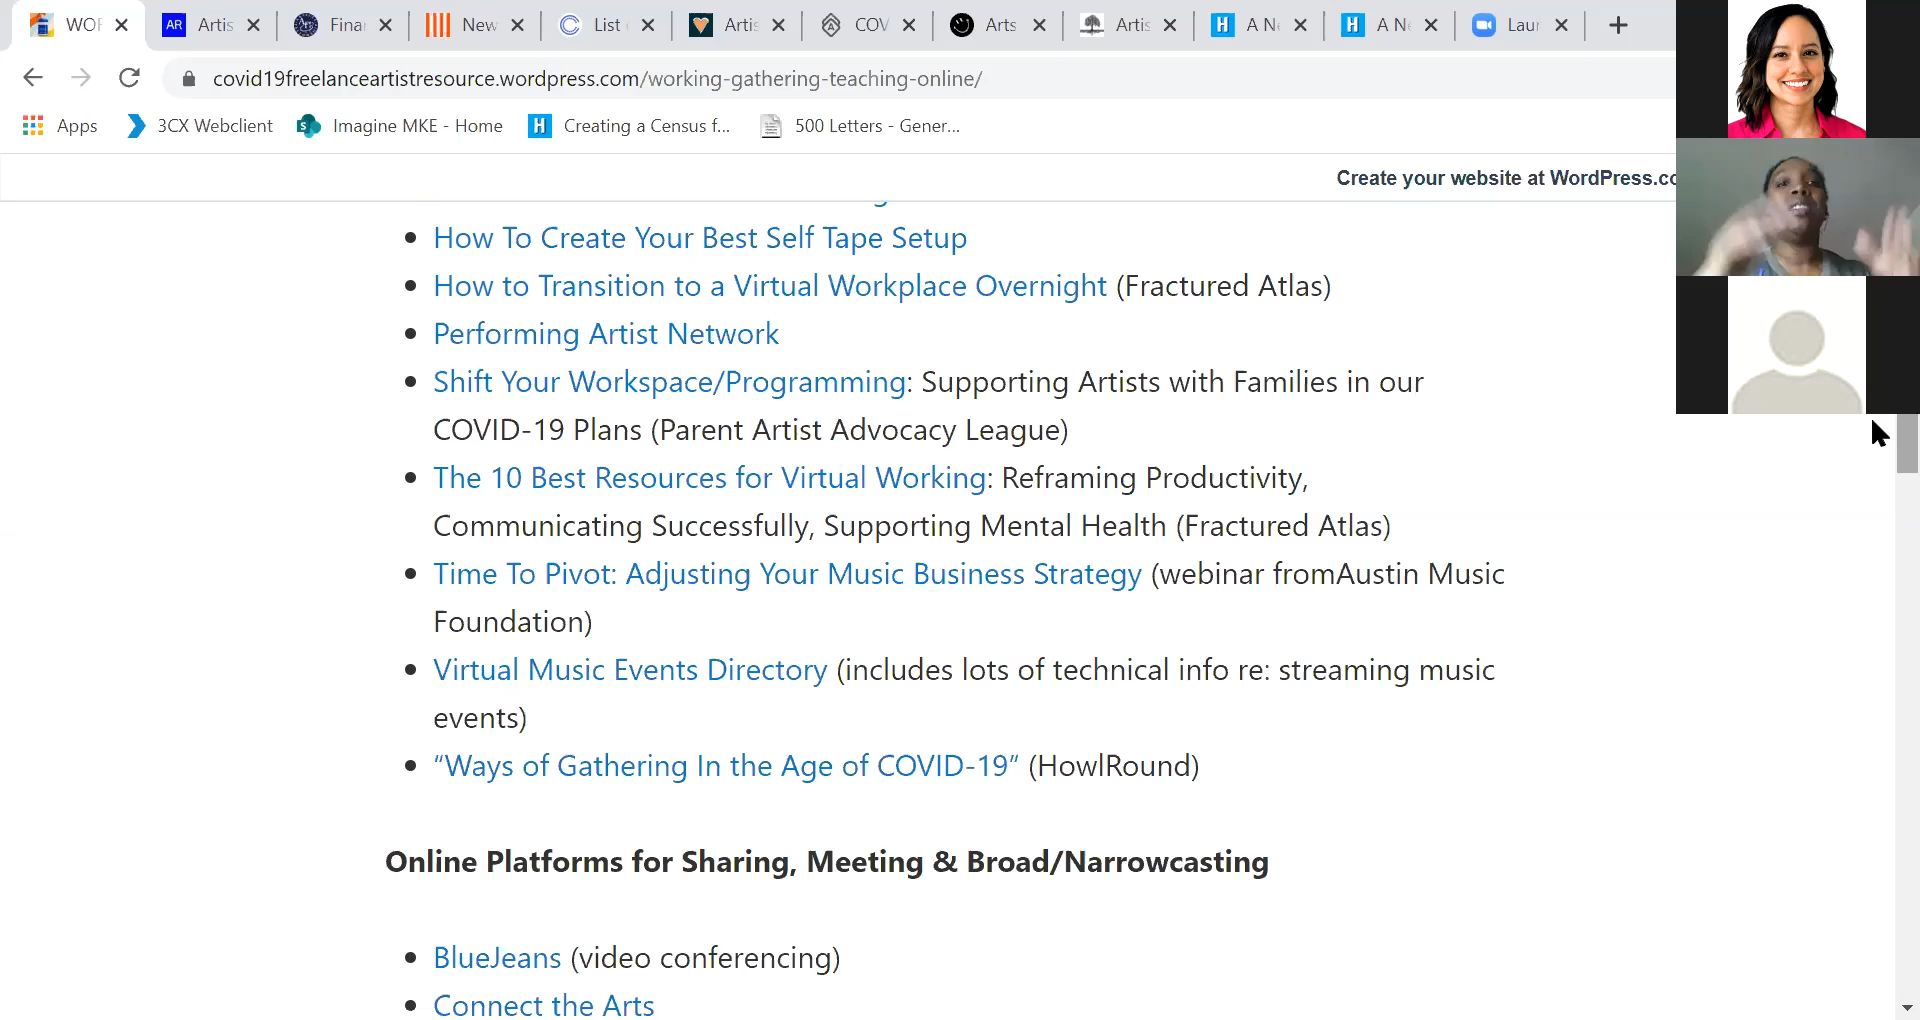 WOF
AR Artis
Finar
New
List
Artis
COV
Arts
Artis
H A Ne
H A Ne
Laun
covid19freelanceartistresource.wordpress.com/working-gathering-teaching-online/
Apps
3CX Webclient
Imagine MKE - Home
H Creating a Census f...
500 Letters - Gener...
Create your website at WordPress.co
How To Create Your Best Self Tape Setup
How to Transition to a Virtual Workplace Overnight (Fractured Atlas)
Performing Artist Network
Shift Your Workspace/Programming: Supporting Artists with Families in our
COVID-19 Plans (Parent Artist Advocacy League)
The 10 Best Resources for Virtual Working: Reframing Productivity,
Communicating Successfully, Supporting Mental Health (Fractured Atlas)
Time To Pivot: Adjusting Your Music Business Strategy (webinar fromAustin Music
Foundation)
Virtual Music Events Directory (includes lots of technical info re: streaming music
events)
“Ways of Gathering In the Age of COVID-19” (HowlRound)
Online Platforms for Sharing, Meeting & Broad/Narrowcasting
BlueJeans (video conferencing)
Connect the Arts